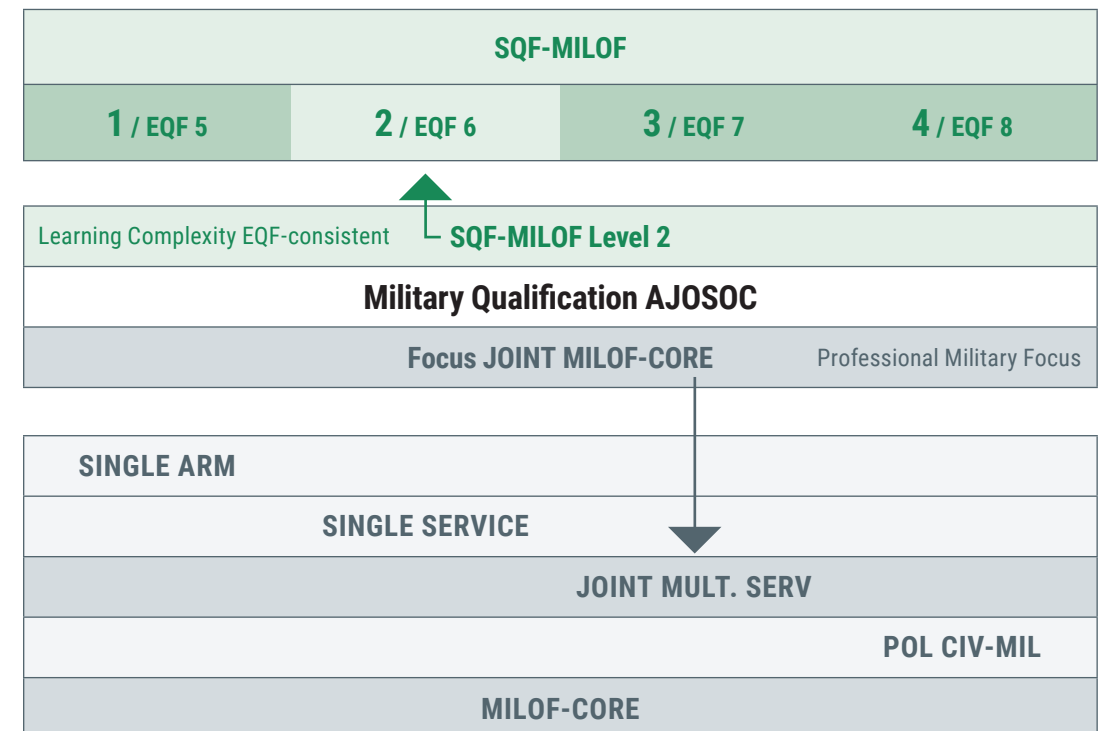 SQF-MILOF
1 / EQF 5 2 / EQF 6 3 / EQF 7 4 / EQF 8
Learning Complexity EQF-consistent SQF-MILOF Level 2
Military Qualification AJOSOC
Focus JOINT MILOF-CORE Professional Military Focus
SINGLE ARM
SINGLE SERVICE
JOINT MULT. SERV
POL CIV-MIL
MILOF-CORE